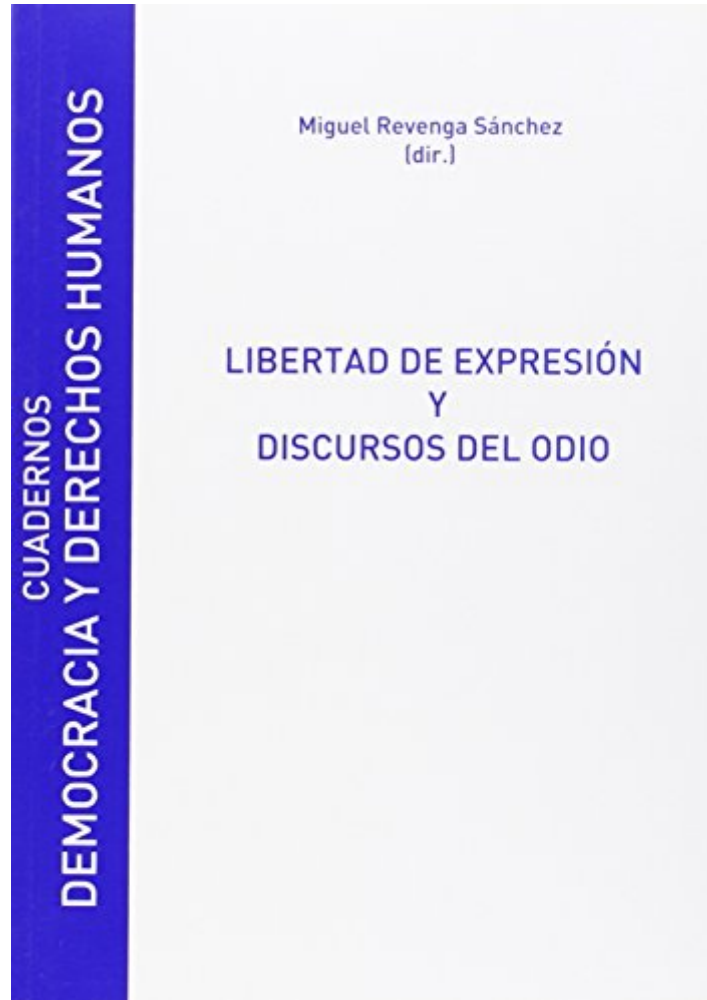 CUADERNOS
DEMOCRACIA Y DERECHOS HUMANOS
Miguel Revenga Sánchez
(dir.)
LIBERTAD DE EXPRESIÓN
Y
DISCURSOS DEL ODIO